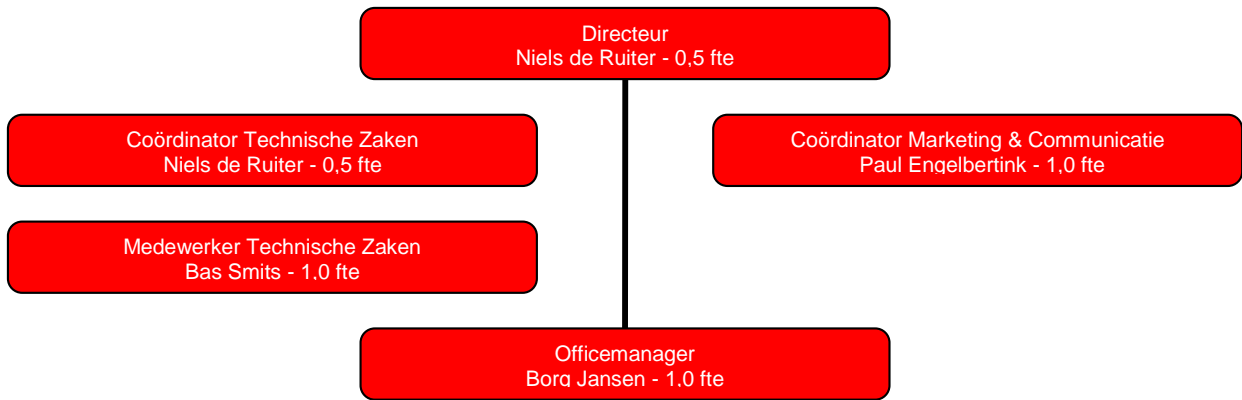 Directeur
Niels de Ruiter - 0,5 fte
Coördinator Technische Zaken
Niels de Ruiter - 0,5 fte
Coördinator Marketing & Communicatie
Paul Engelbertink - 1,0 fte
Medewerker Technische Zaken
Bas Smits - 1,0 fte
Officemanager
Borg Jansen - 1,0 fte